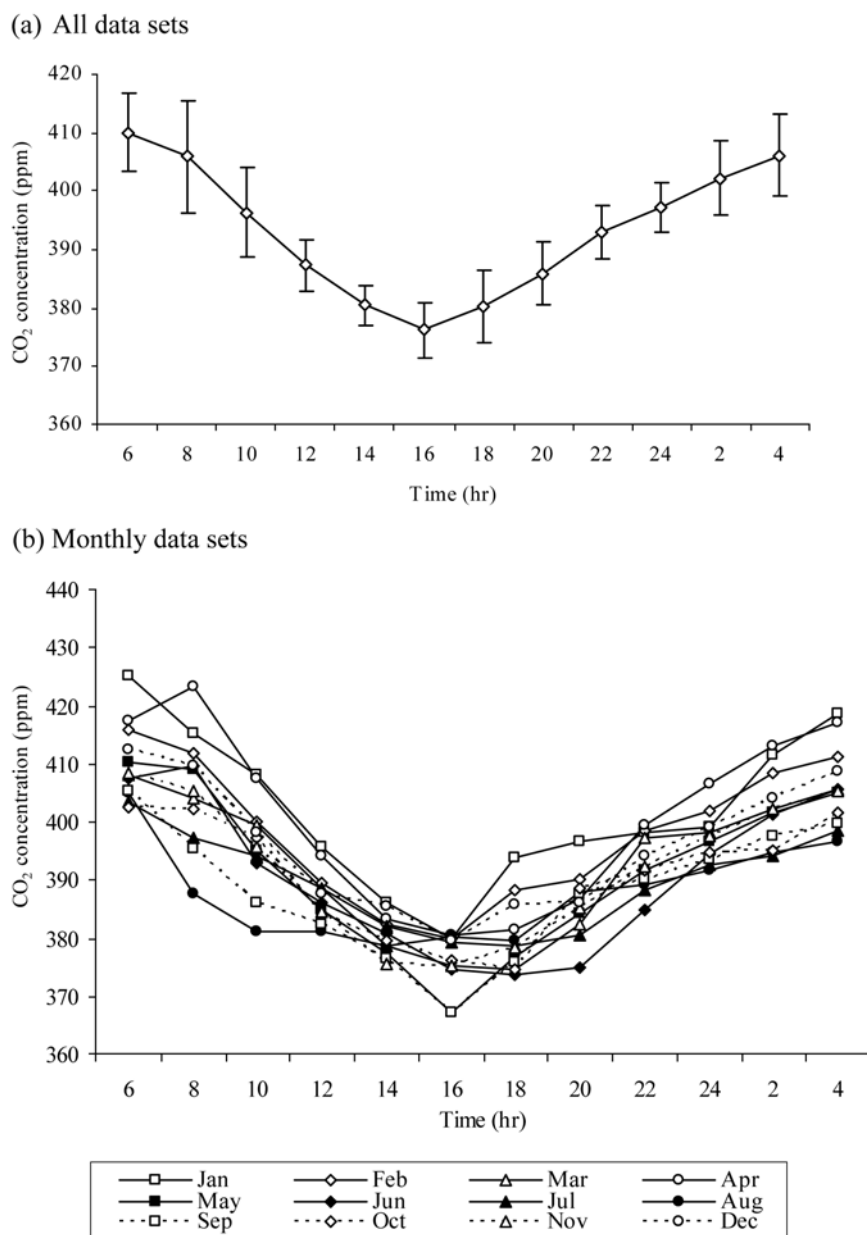 (a) All data sets
420
410
400
390
380
370
360
CO₂ concentration (ppm)
6 8 10 12 14 16 18 20 22 24 2 4
Time (hr)
(b) Monthly data sets
440
430
420
410
400
390
380
370
360
CO₂ concentration (ppm)
6 8 10 12 14 16 18 20 22 24 2 4
Time (hr)
Jan Feb Mar Apr
May Jun Jul Aug
Sep Oct Nov Dec